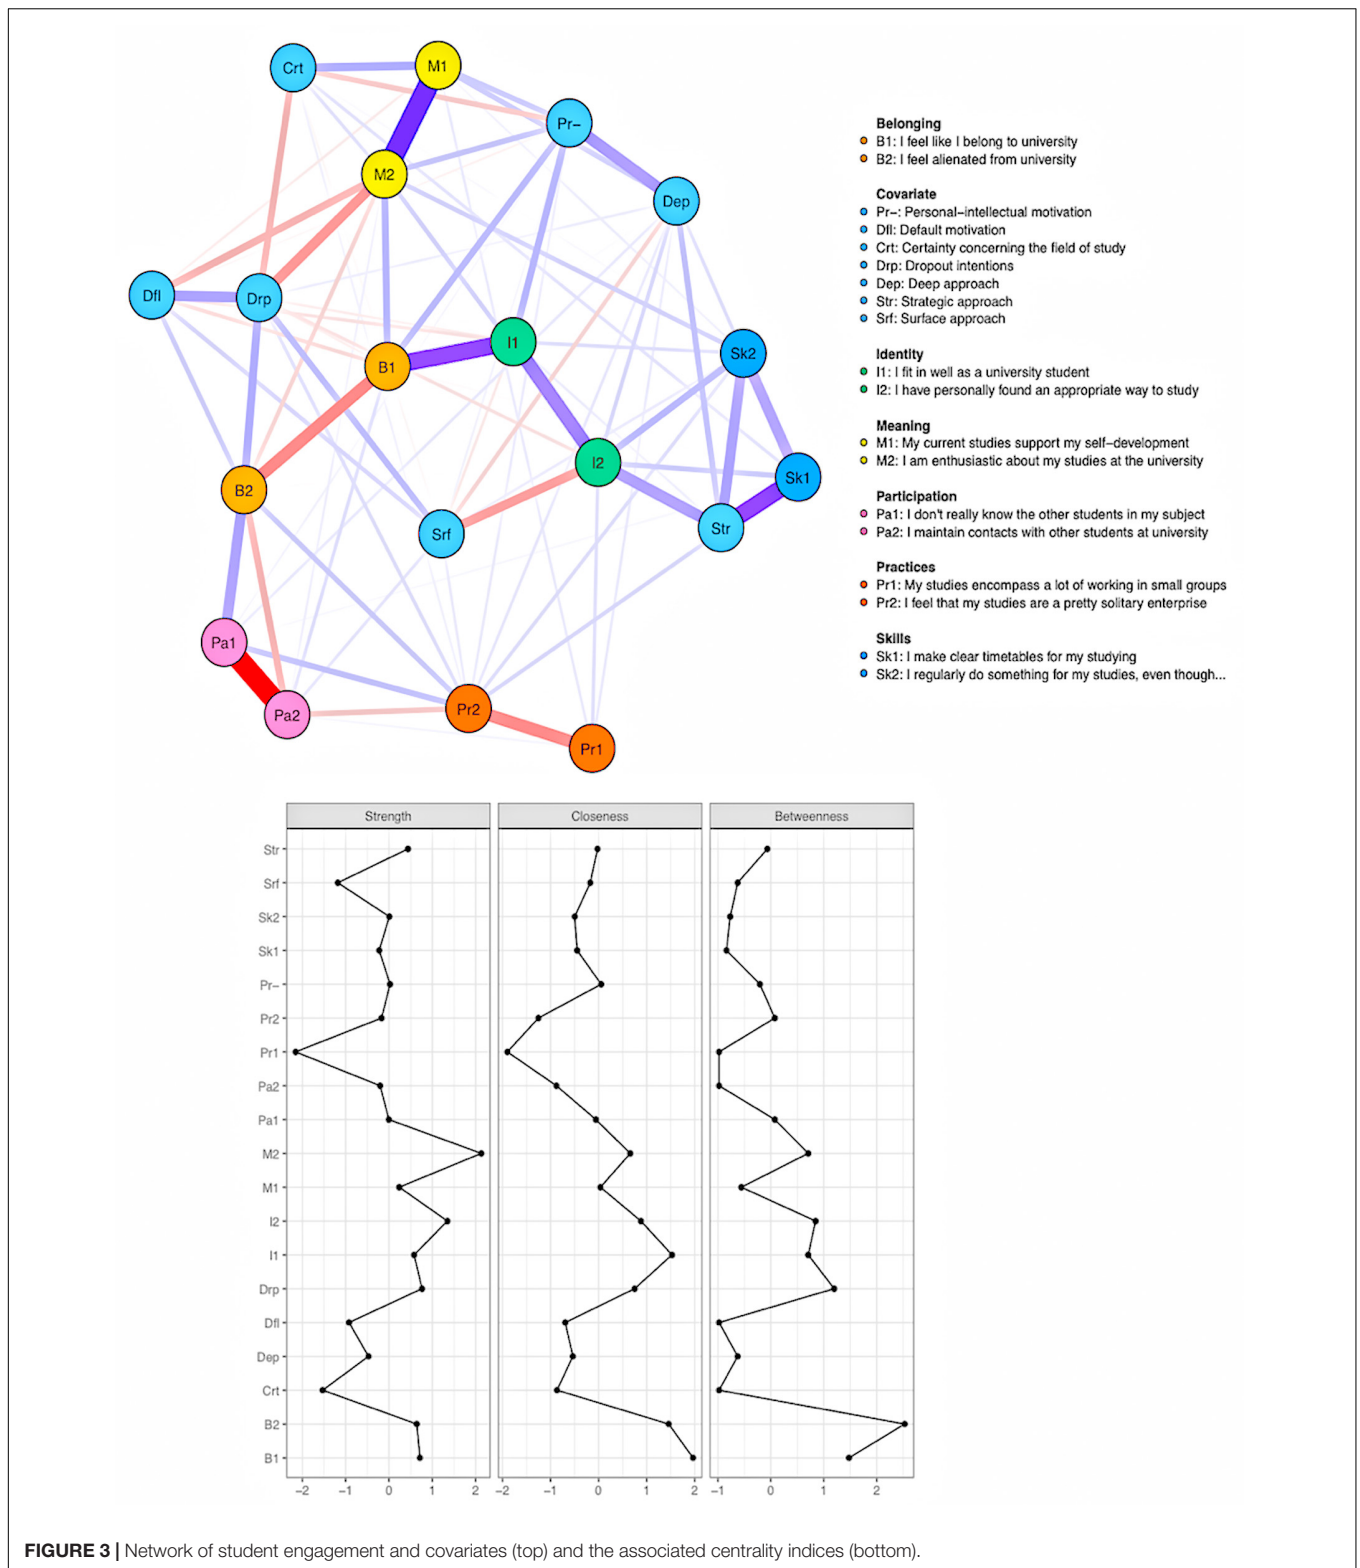 Crt
M1
Pr–
M2
Dep
Dfl
Drp
I1
B1
Sk2
I2
Sk1
B2
Srf
Str
Pa1
Pa2
Pr2
Pr1
Belonging
B1: I feel like I belong to university
B2: I feel alienated from university
Covariate
Pr–: Personal–intellectual motivation
Dfl: Default motivation
Crt: Certainty concerning the field of study
Drp: Dropout intentions
Dep: Deep approach
Str: Strategic approach
Srf: Surface approach
Identity
I1: I fit in well as a university student
I2: I have personally found an appropriate way to study
Meaning
M1: My current studies support my self–development
M2: I am enthusiastic about my studies at the university
Participation
Pa1: I don't really know the other students in my subject
Pa2: I maintain contacts with other students at university
Practices
Pr1: My studies encompass a lot of working in small groups
Pr2: I feel that my studies are a pretty solitary enterprise
Skills
Sk1: I make clear timetables for my studying
Sk2: I regularly do something for my studies, even though...
Strength Closeness Betweenness
Str
Srf
Sk2
Sk1
Pr–
Pr2
Pr1
Pa2
Pa1
M2
M1
I2
I1
Drp
Dfl
Dep
Crt
B2
B1
–2 –1 0 1 2 –2 –1 0 1 2 –1 0 1 2
FIGURE 3 | Network of student engagement and covariates (top) and the associated centrality indices (bottom).